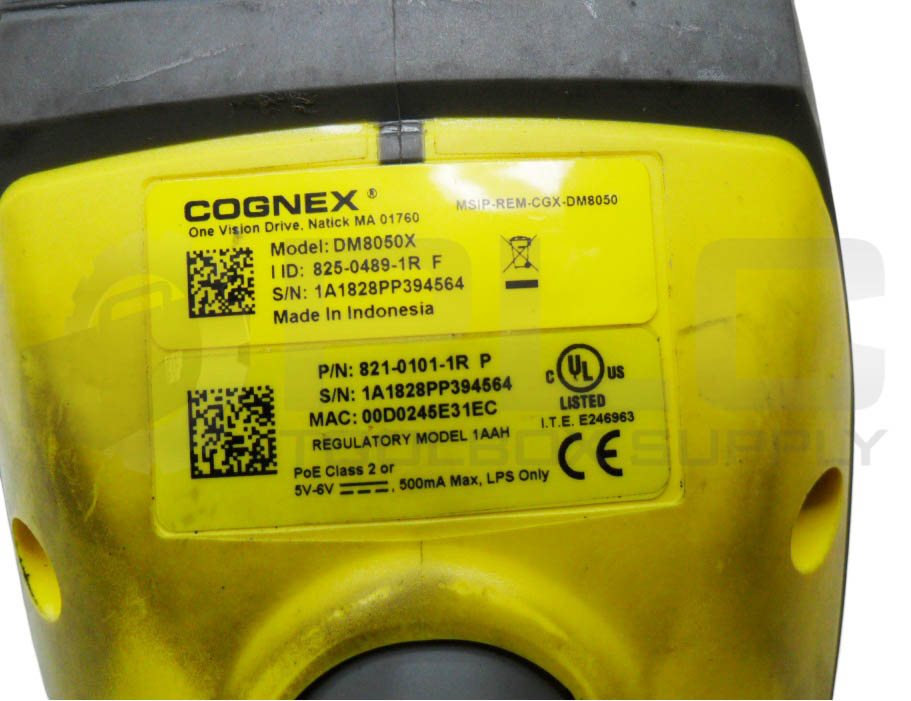 COGNEX ®
MSIP-REM-CGX-DM8050
One Vision Drive, Natick MA 01760
Model: DM8050X
I ID: 825-0489-1R F
S/N: 1A1828PP394564
Made In Indonesia
P/N: 821-0101-1R P
S/N: 1A1828PP394564
MAC: 00D0245E31EC
REGULATORY MODEL 1AAH
PoE Class 2 or
5V-6V , 500mA Max, LPS Only
C UL US
LISTED
I.T.E. E246963
CE
PLC
TOOLBOX SUPPLY